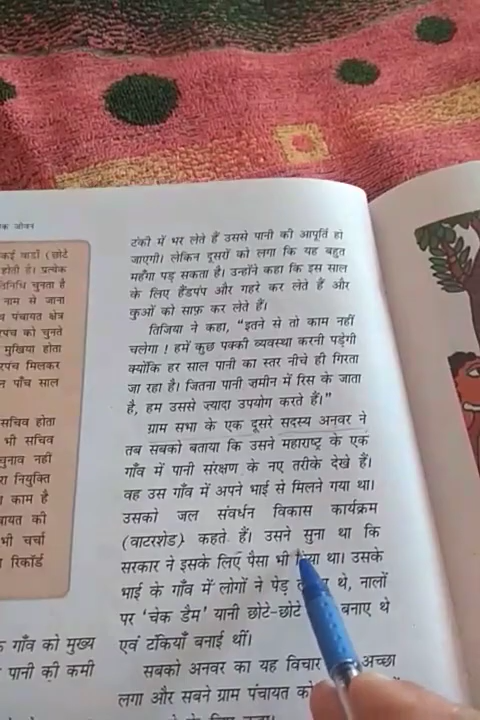 क जीवन
कई वार्डों (छोटे
होती है। प्रत्येक
तिनिधि चुनता है
नाम से जाना
व पंचायत क्षेत्र
रपंच को चुनते
मुखिया होता
रपंच मिलकर
न पाँच साल
सचिव होता
भी सचिव
चुनाव नहीं
रा नियुक्ति
काम है
पंचायत की
भी चर्चा
रिकॉर्ड
गाँव को मुख्य
पानी की कमी
टंकी में भर लेते हैं उससे पानी की आपूर्ति हो
जाएगी। लेकिन दूसरों को लगा कि यह बहुत
महँगा पड़ सकता है। उन्होंने कहा कि इस साल
के लिए हैंडपंप और गहरे कर लेते हैं और
कुओं को साफ़ कर लेते हैं।
तिजिया ने कहा, “इतने से तो काम नहीं
चलेगा ! हमें कुछ पक्की व्यवस्था करनी पड़ेगी
क्योंकि हर साल पानी का स्तर नीचे ही गिरता
जा रहा है। जितना पानी ज़मीन में रिस के जाता
है, हम उससे ज़्यादा उपयोग करते हैं।”
ग्राम सभा के एक दूसरे सदस्य अनवर ने
तब सबको बताया कि उसने महाराष्ट्र के एक
गाँव में पानी संरक्षण के नए तरीके देखे हैं।
वह उस गाँव में अपने भाई से मिलने गया था।
उसको जल संवर्धन विकास कार्यक्रम
(वाटरशेड) कहते हैं। उसने सुना था कि
सरकार ने इसके लिए पैसा भी दिया था। उसके
भाई के गाँव में लोगों ने पेड़ थे, नालों
पर ‘चेक डैम’ यानी छोटे-छोटे बनाए थे
एवं टंकियाँ बनाई थीं।
सबको अनवर का यह विचार अच्छा
लगा और सबने ग्राम पंचायत को